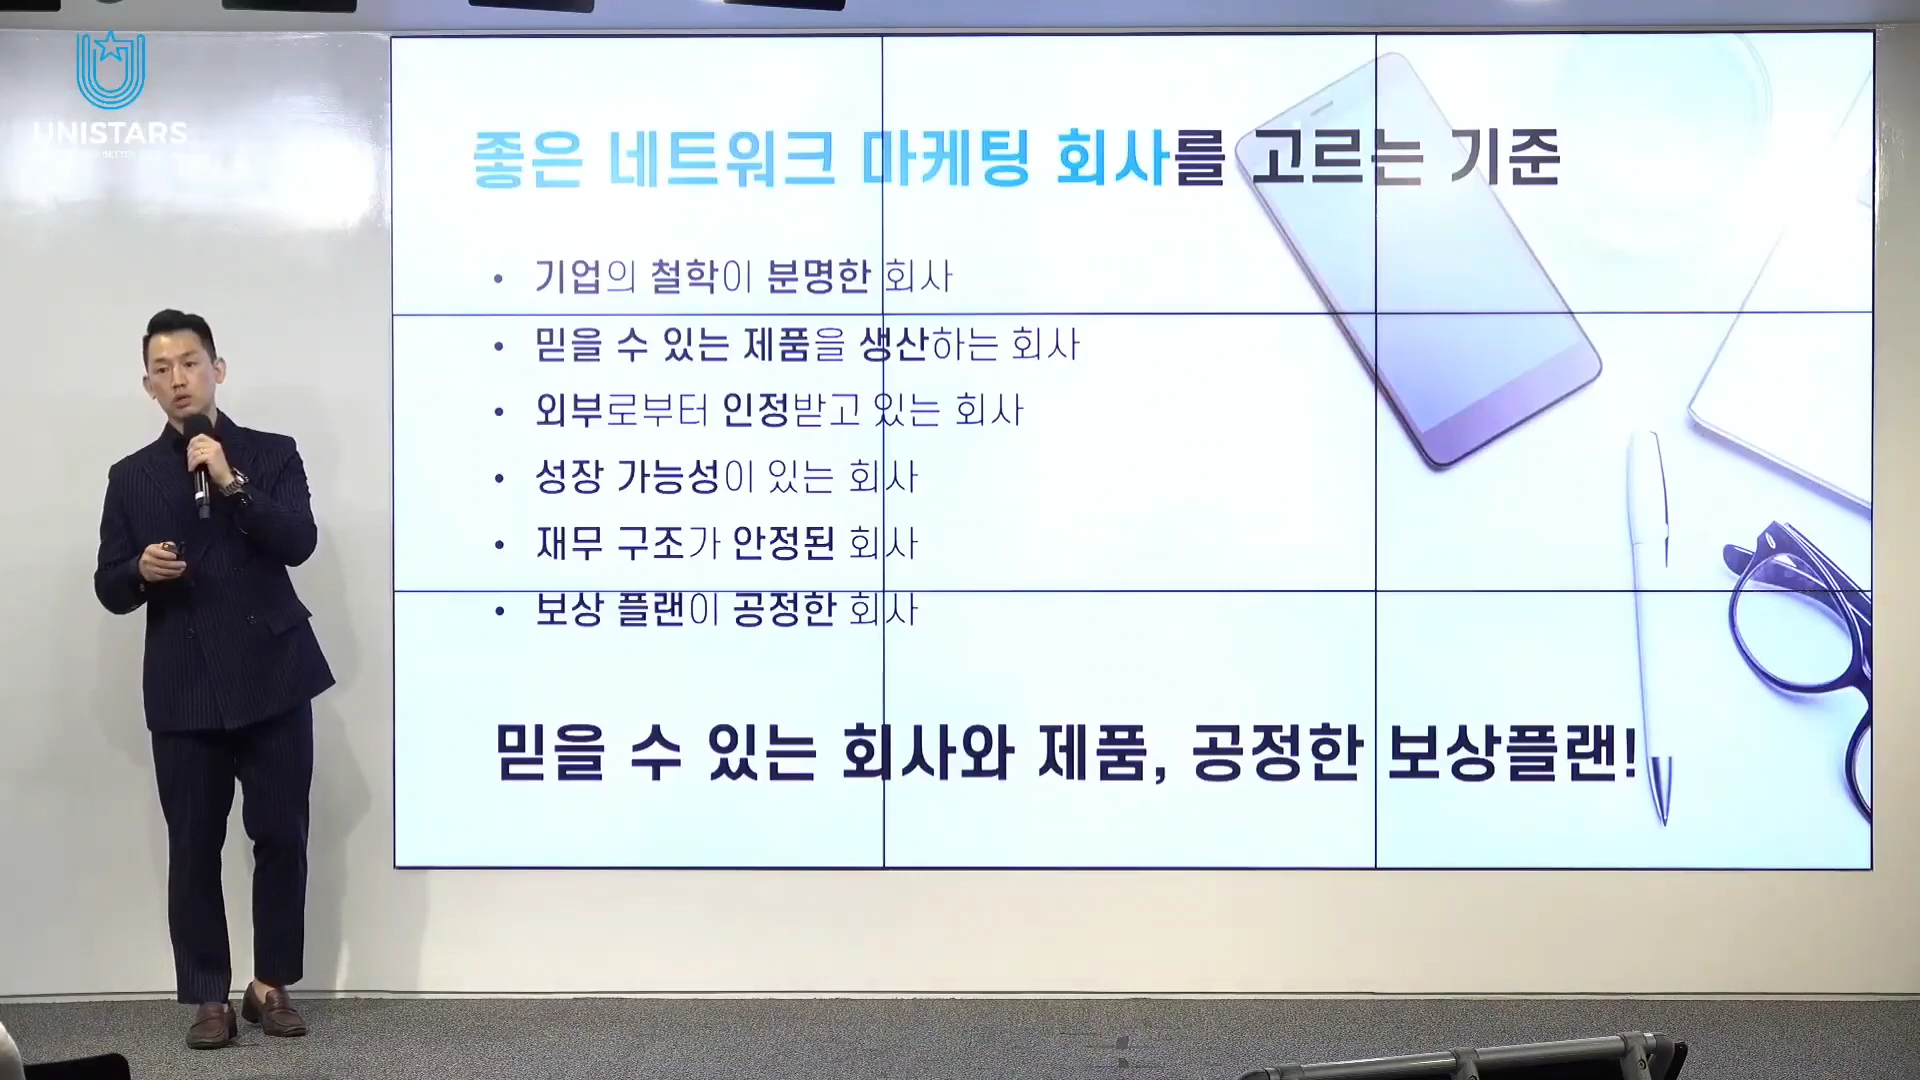 UNISTARS
좋은 네트워크 마케팅 회사를 고르는 기준
• 기업의 철학이 분명한 회사
• 믿을 수 있는 제품을 생산하는 회사
• 외부로부터 인정받고 있는 회사
• 성장 가능성이 있는 회사
• 재무 구조가 안정된 회사
• 보상 플랜이 공정한 회사
믿을 수 있는 회사와 제품, 공정한 보상플랜!